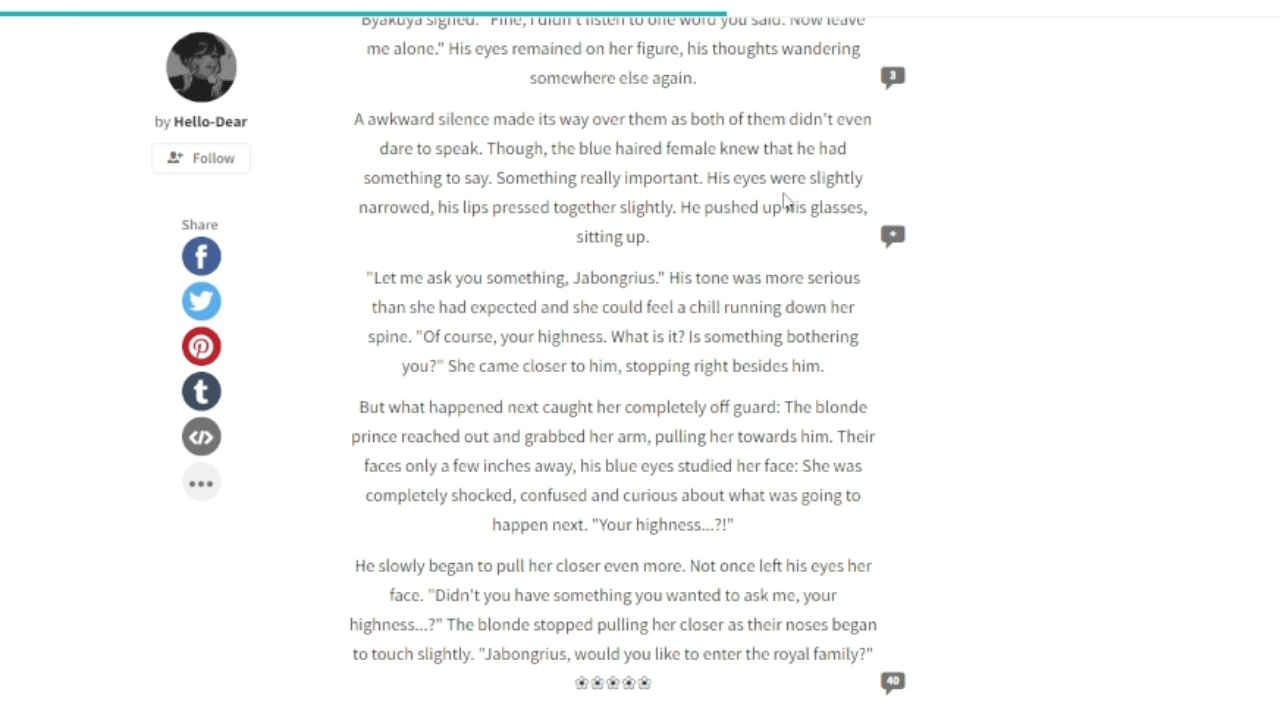 Byakuya sighed. "Fine, I didn't listen to one word you said. Now leave
me alone." His eyes remained on her figure, his thoughts wandering
somewhere else again.
3
by Hello-Dear
Follow
A awkward silence made its way over them as both of them didn't even
dare to speak. Though, the blue haired female knew that he had
something to say. Something really important. His eyes were slightly
narrowed, his lips pressed together slightly. He pushed up his glasses,
sitting up.
+
Share
"Let me ask you something, Jabongrius." His tone was more serious
than she had expected and she could feel a chill running down her
spine. "Of course, your highness. What is it? Is something bothering
you?" She came closer to him, stopping right besides him.
But what happened next caught her completely off guard: The blonde
prince reached out and grabbed her arm, pulling her towards him. Their
faces only a few inches away, his blue eyes studied her face: She was
completely shocked, confused and curious about what was going to
happen next. "Your highness...?!"
He slowly began to pull her closer even more. Not once left his eyes her
face. "Didn't you have something you wanted to ask me, your
highness...?" The blonde stopped pulling her closer as their noses began
to touch slightly. "Jabongrius, would you like to enter the royal family?"
❀❀❀❀❀
40